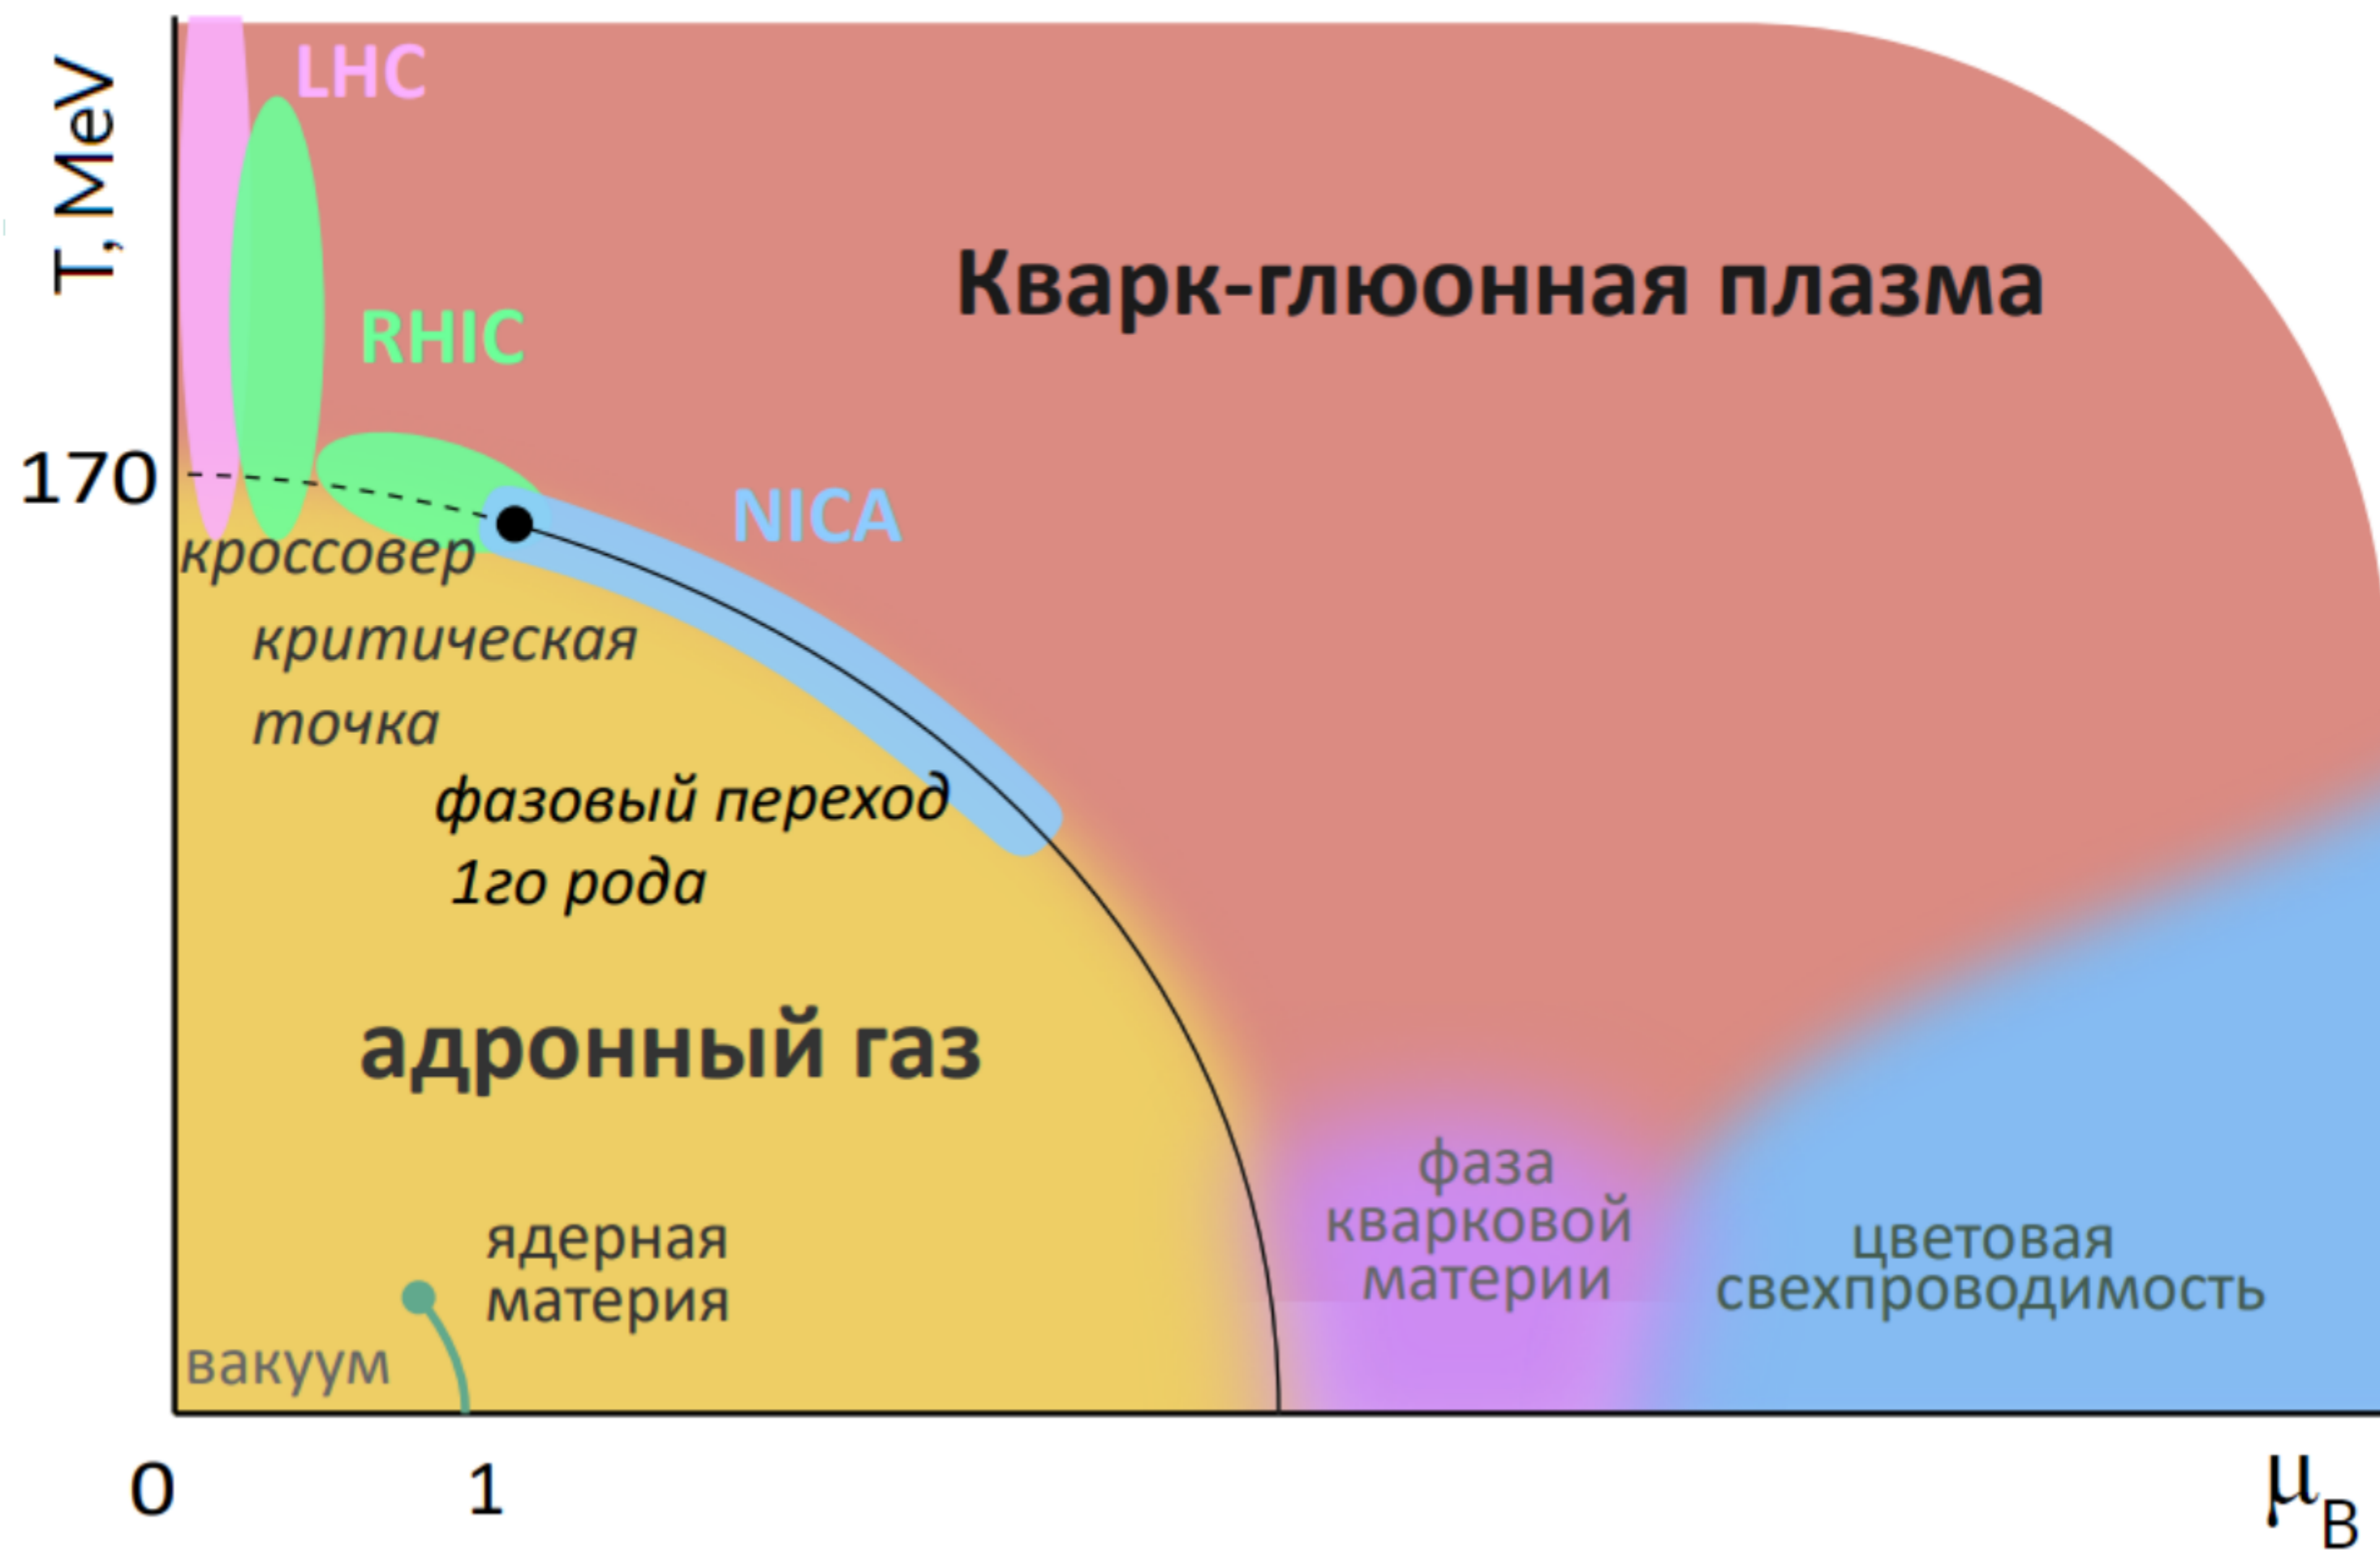 T, MeV
LHC
Кварк-глюонная плазма
RHIC
170
NICA
кроссовер
критическая
точка
фазовый переход
1го рода
адронный газ
фаза
кварковой
материи
ядерная
материя
цветовая
свехпроводимость
вакуум
0
1
μB